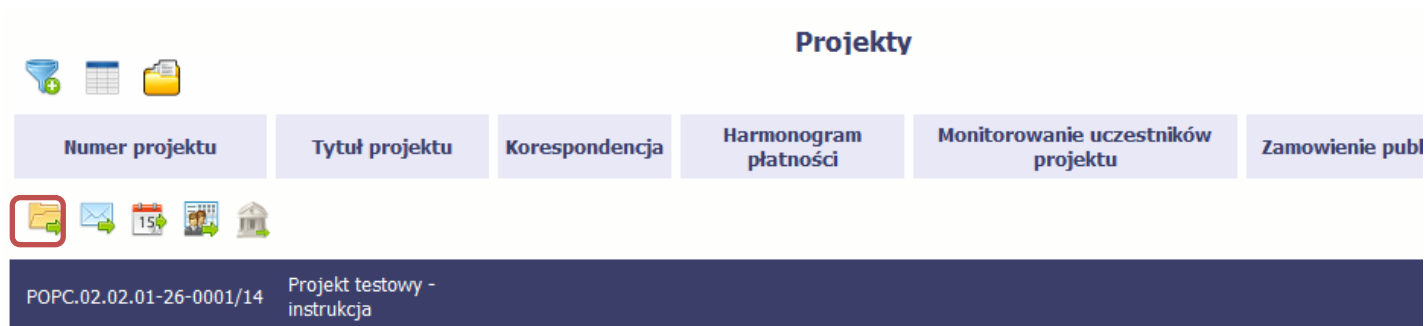 Projekty
Numer projektu
Tytuł projektu
Korespondencja
Harmonogram
płatności
Monitorowanie uczestników
projektu
Zamowienie publ
15
POPC.02.02.01-26-0001/14
Projekt testowy -
instrukcja